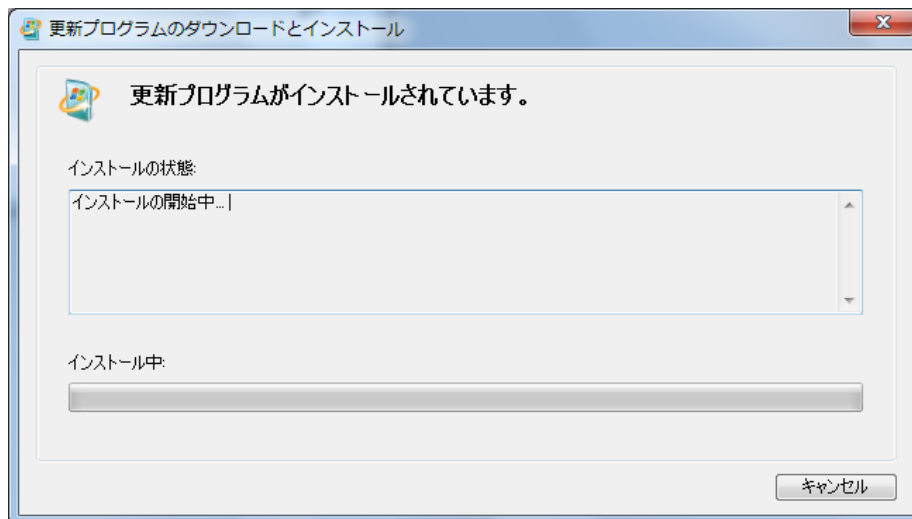 更新プログラムのダウンロードとインストール
更新プログラムがインストールされています。
インストールの状態:
インストールの開始中...
インストール中:
キャンセル